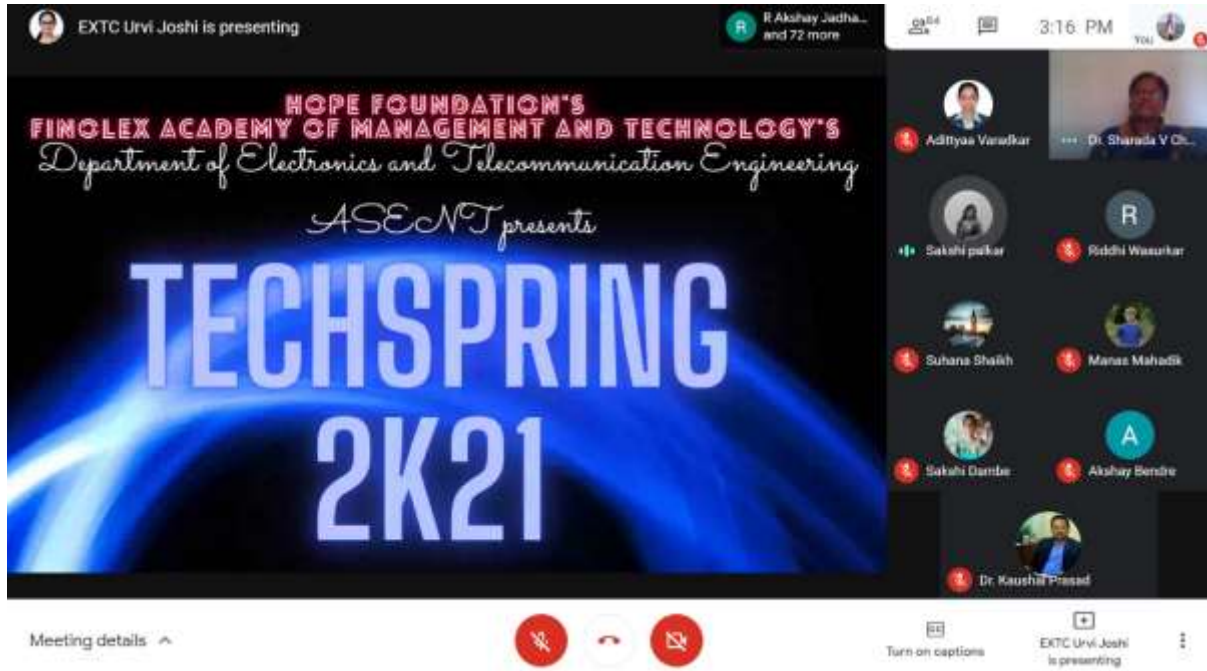 EXTC Urvi Joshi is presenting
R
R Akshay Jadha...
and 72 more
84
3:16 PM
You
HOPE FOUNDATION'S
FINOLEX ACADEMY OF MANAGEMENT AND TECHNOLOGY'S
Department of Electronics and Telecommunication Engineering
ASENT presents
TECHSPRING
2K21
Adityaa Varadkar
Dr. Sharada V Ch...
Sakshi palkar
R
Riddhi Wasurkar
Suhana Shaikh
Manas Mahadik
Sakshi Dambe
A
Akshay Bendre
Dr. Kaushal Prasad
Meeting details
Turn on captions
EXTC Urvi Joshi
is presenting